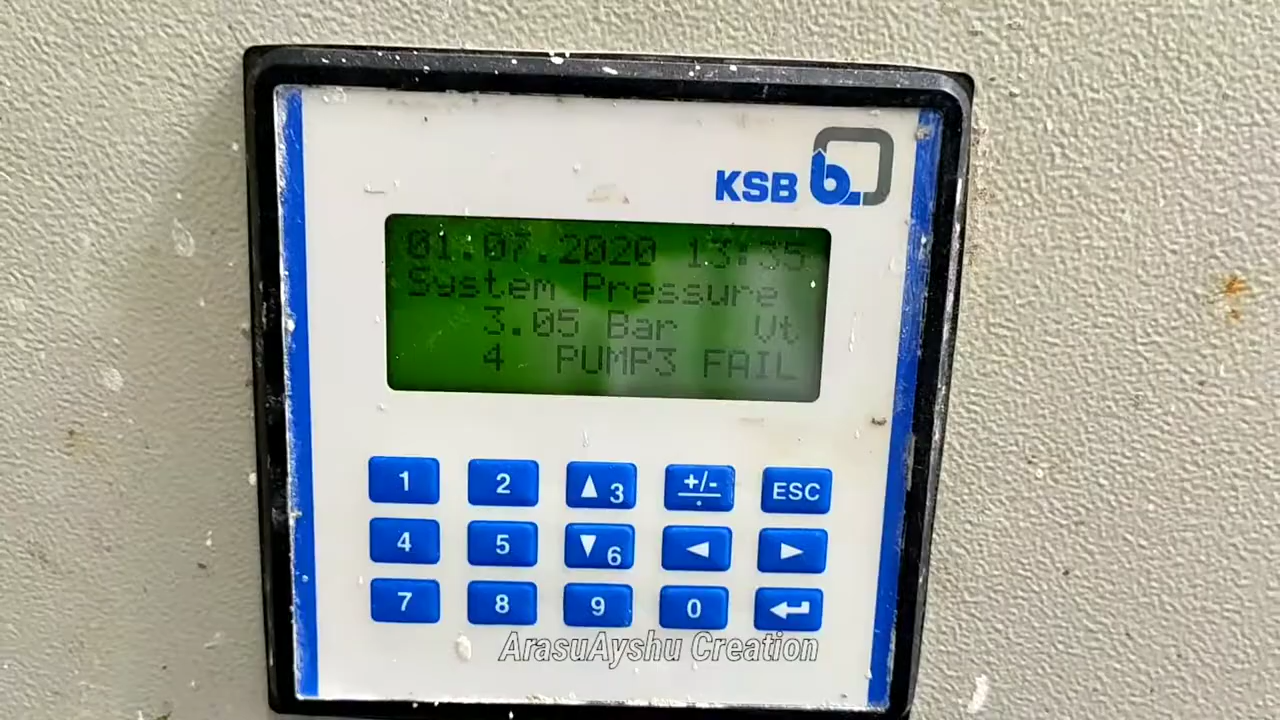 KSB b
01.07.2020 13:35
System Pressure
3.05 Bar Vt
4 PUMP3 FAIL
1 2 ▲3 +/- ESC
4 5 ▼6 ◄ ►
7 8 9 0 ↵
ArasuAyshu Creation